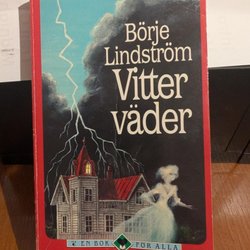 Börje
Lindström
Vitter
väder
EN BOK FÖR ALLA